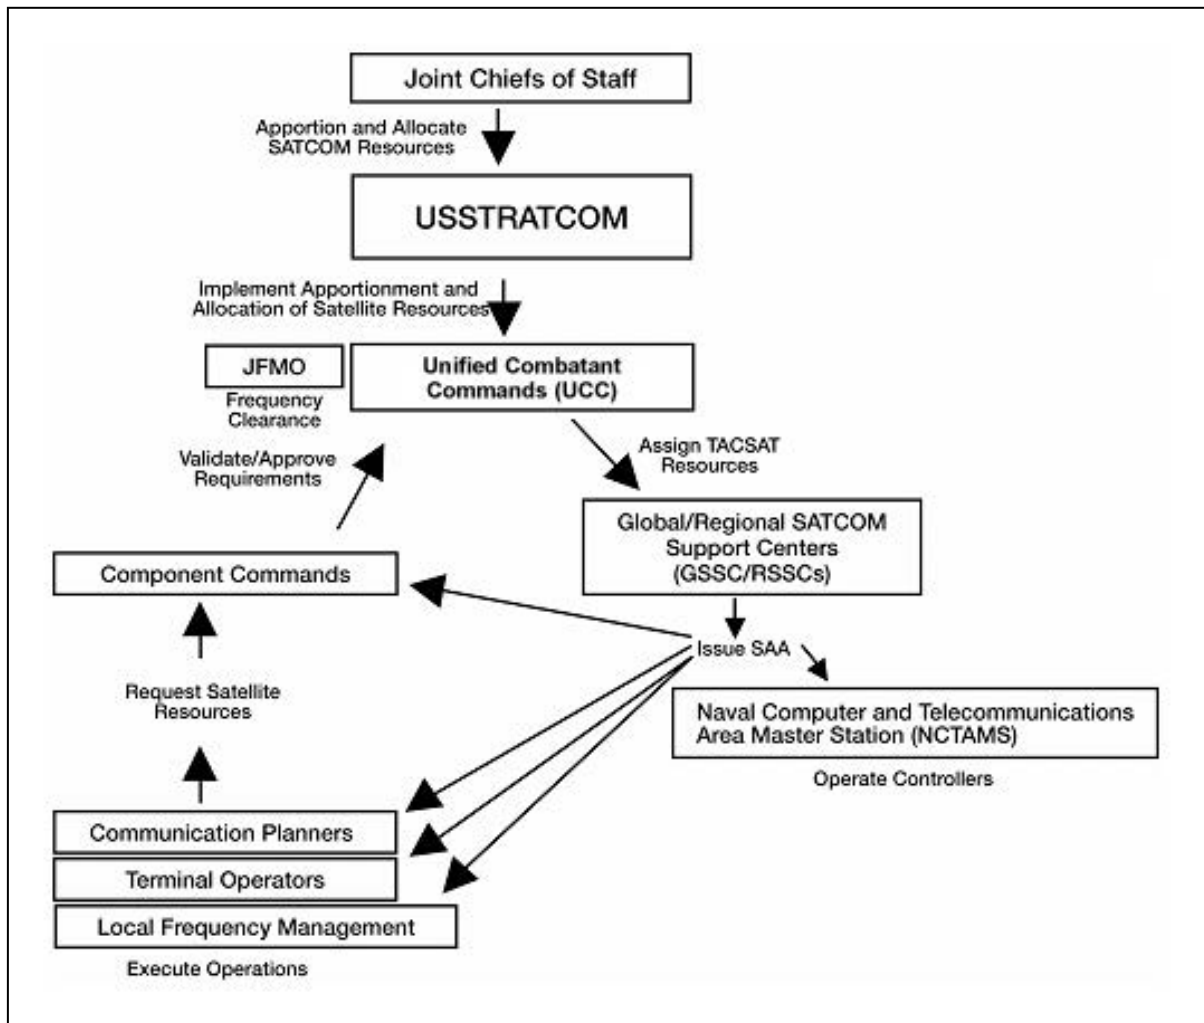 Joint Chiefs of Staff
Apportion and Allocate
SATCOM Resources
USSTRATCOM
Implement Apportionment and
Allocation of Satellite Resources
JFMO
Frequency
Clearance
Unified Combatant
Commands (UCC)
Validate/Approve
Requirements
Assign TACSAT
Resources
Global/Regional SATCOM
Support Centers
(GSSC/RSSCs)
Component Commands
Issue SAA
Request Satellite
Resources
Naval Computer and Telecommunications
Area Master Station (NCTAMS)
Operate Controllers
Communication Planners
Terminal Operators
Local Frequency Management
Execute Operations